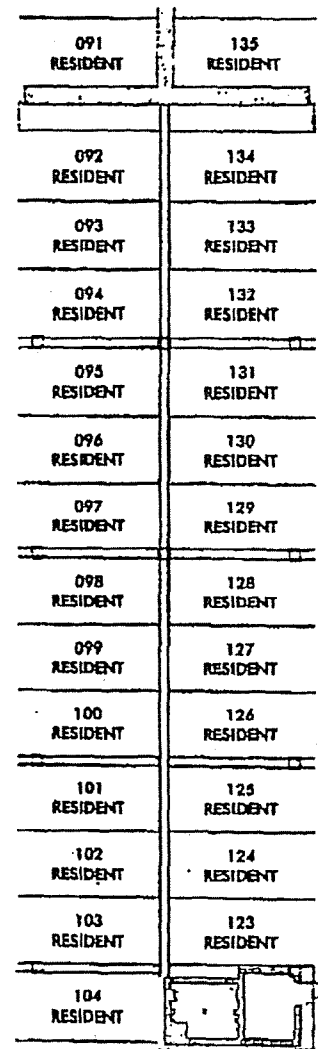 091
RESIDENT
135
RESIDENT
092
RESIDENT
134
RESIDENT
093
RESIDENT
133
RESIDENT
094
RESIDENT
132
RESIDENT
095
RESIDENT
131
RESIDENT
096
RESIDENT
130
RESIDENT
097
RESIDENT
129
RESIDENT
098
RESIDENT
128
RESIDENT
099
RESIDENT
127
RESIDENT
100
RESIDENT
126
RESIDENT
101
RESIDENT
125
RESIDENT
102
RESIDENT
124
RESIDENT
103
RESIDENT
123
RESIDENT
104
RESIDENT